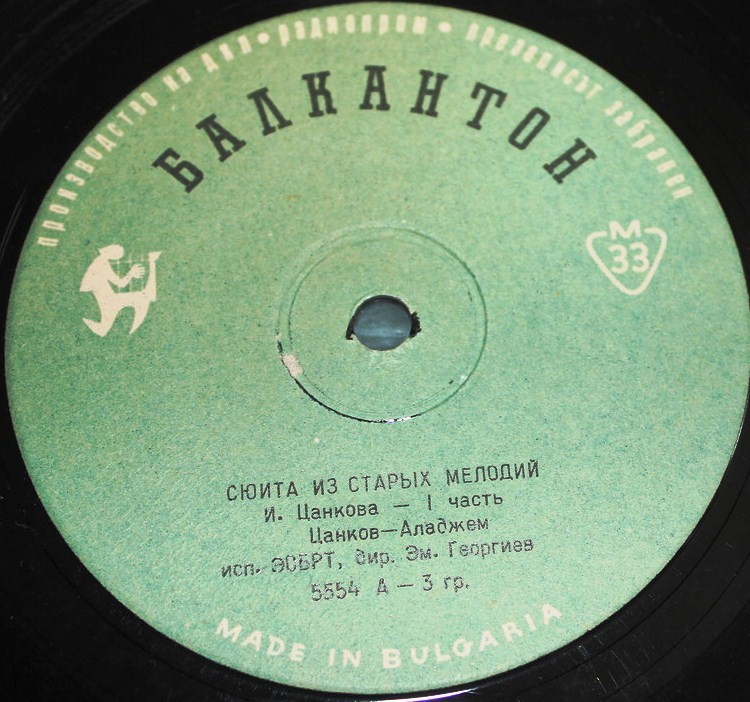 производство на дзп • радиопром • презаписът забранен
БАЛКАНТОН
М
33
СЮИТА ИЗ СТАРЫХ МЕЛОДИЙ
И. Цанкова — I часть
Цанков—Аладжем
исп. ЭСБРТ, дир. Эм. Георгиев
5554 А — 3 гр.
MADE IN BULGARIA